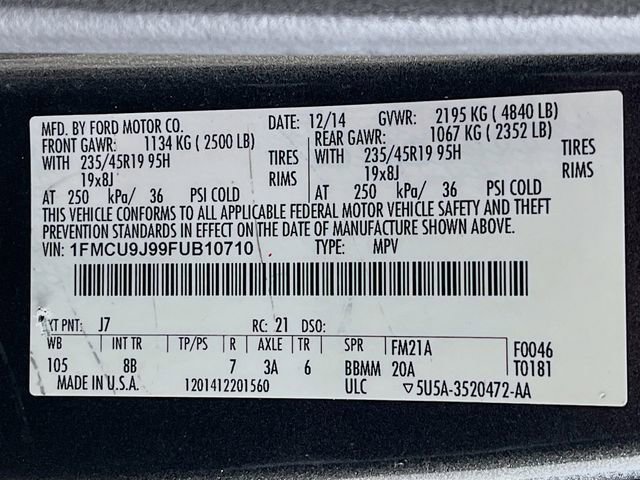 MFD. BY FORD MOTOR CO. DATE: 12/14 GVWR: 2195 KG ( 4840 LB)
FRONT GAWR: 1134 KG ( 2500 LB) REAR GAWR: 1067 KG ( 2352 LB)
WITH 235/45R19 95H TIRES WITH 235/45R19 95H TIRES
19x8J RIMS 19x8J RIMS
AT 250 kPa/ 36 PSI COLD AT 250 kPa/ 36 PSI COLD
THIS VEHICLE CONFORMS TO ALL APPLICABLE FEDERAL MOTOR VEHICLE SAFETY AND THEFT
PREVENTION STANDARDS IN EFFECT ON THE DATE OF MANUFACTURE SHOWN ABOVE.
VIN: 1FMCU9J99FUB10710 TYPE: MPV
XT PNT: J7 RC: 21 DSO:
WB INT TR TP/PS R AXLE TR SPR FM21A F0046
105 8B 7 3A 6 BBMM 20A T0181
MADE IN U.S.A. 1201412201560 ULC ▽5U5A-3520472-AA